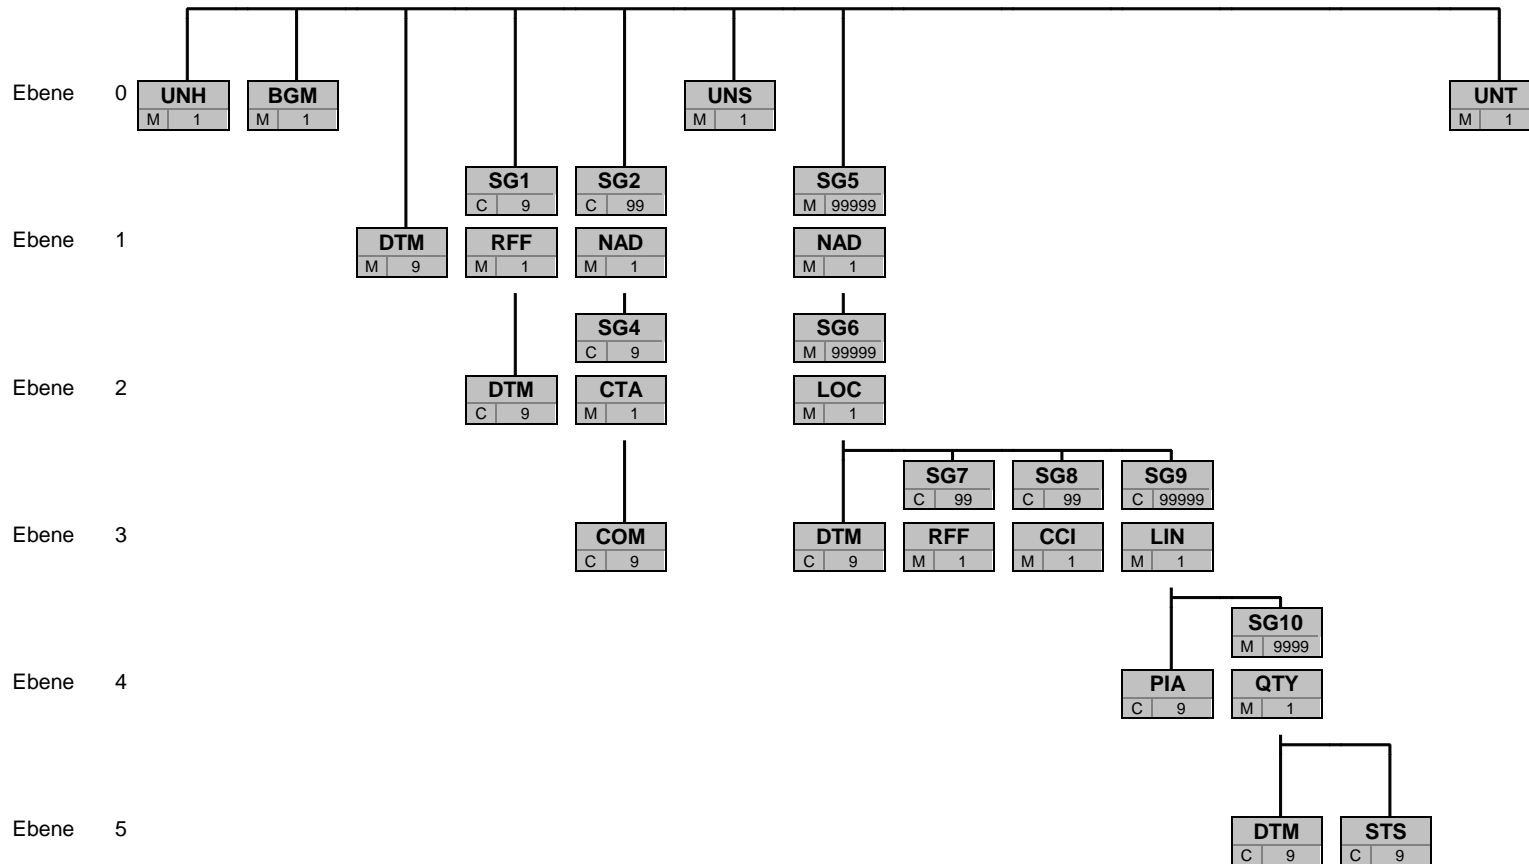 Ebene 0 UNH BGM UNS UNT
M 1 M 1 M 1 M 1
SG1 SG2 SG5
C 9 C 99 M 99999
Ebene 1 DTM RFF NAD NAD
M 9 M 1 M 1 M 1
SG4 SG6
C 9 M 99999
Ebene 2 DTM CTA LOC
C 9 M 1 M 1
SG7 SG8 SG9
C 99 C 99 C 99999
Ebene 3 COM DTM RFF CCI LIN
C 9 C 9 M 1 M 1 M 1
SG10
M 9999
Ebene 4 PIA QTY
C 9 M 1
Ebene 5 DTM STS
C 9 C 9